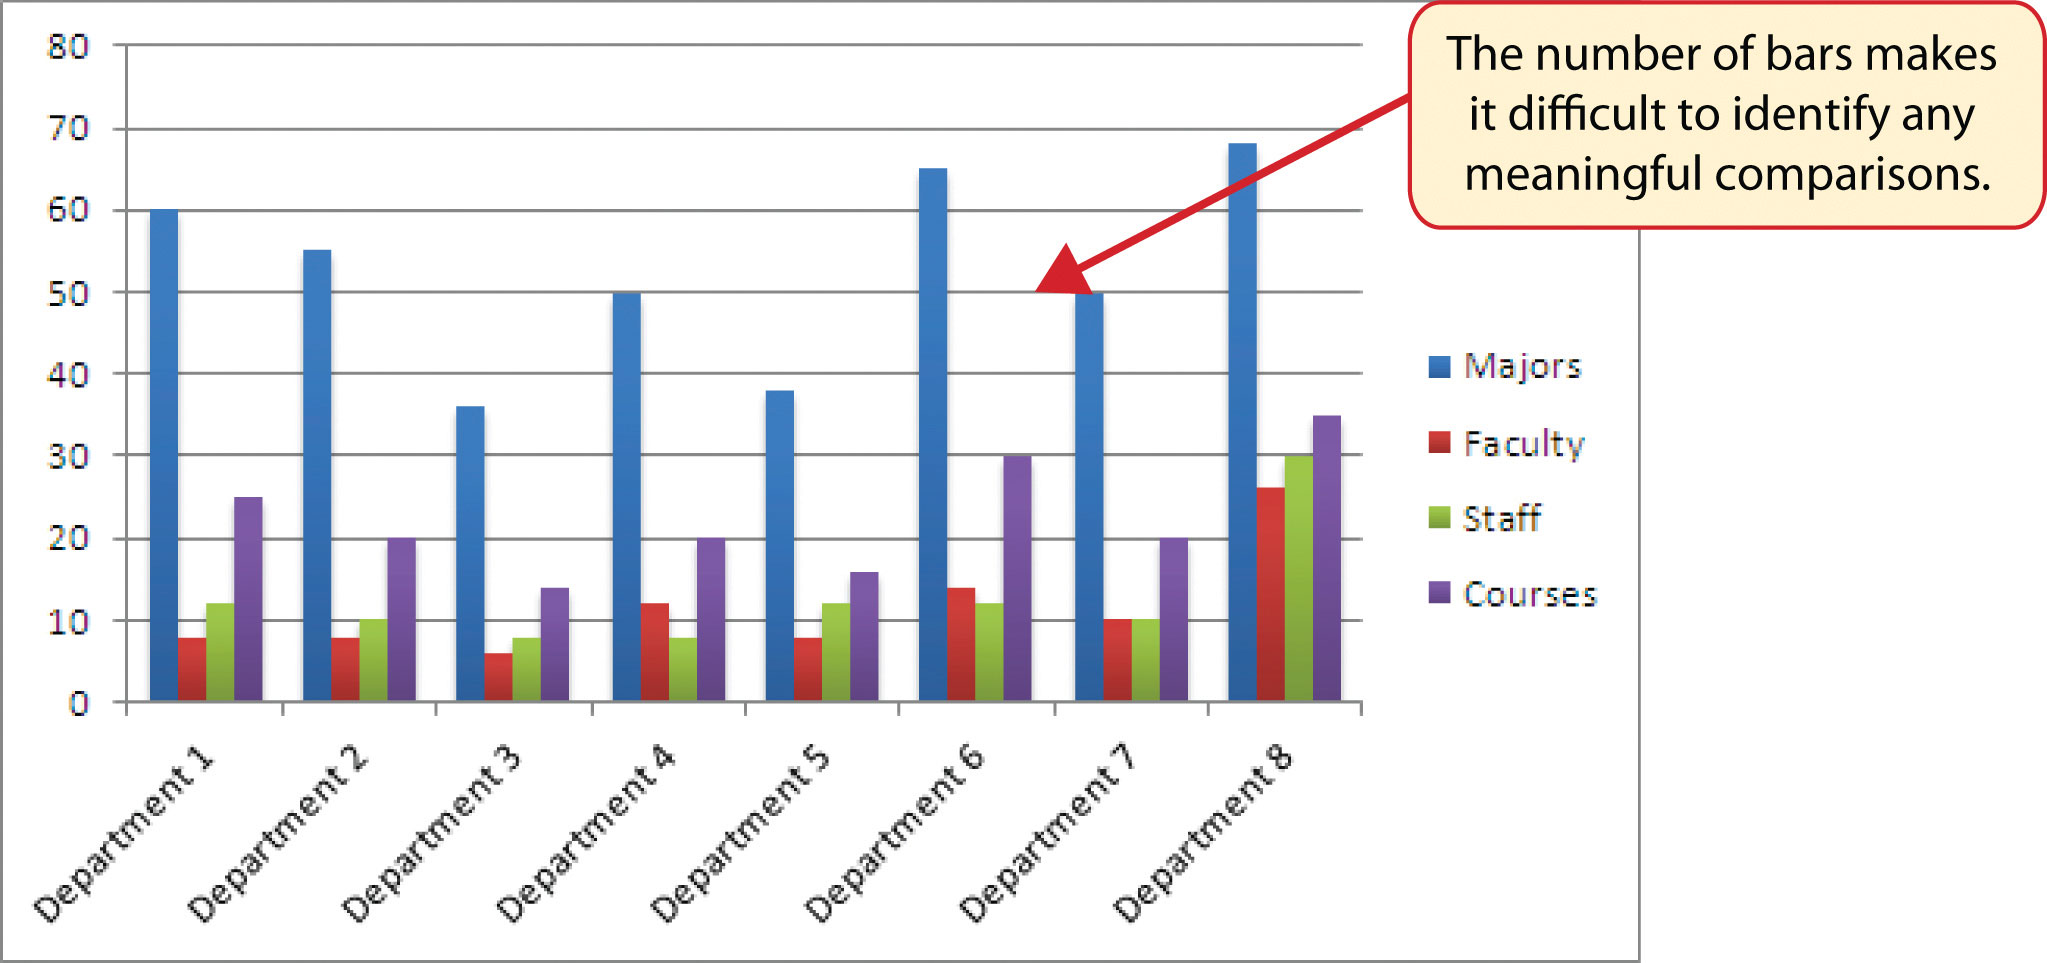 The number of bars makes
it difficult to identify any
meaningful comparisons.
80
70
60
50
40
30
20
10
0
Department 1
Department 2
Department 3
Department 4
Department 5
Department 6
Department 7
Department 8
Majors
Faculty
Staff
Courses